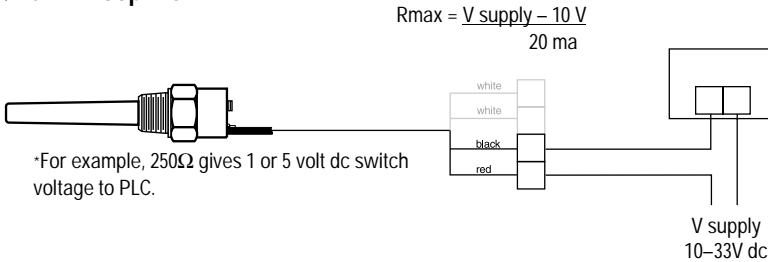 Rmax = V supply – 10 V
20 ma
white
white
black
red
*For example, 250Ω gives 1 or 5 volt dc switch
voltage to PLC.
V supply
10–33V dc